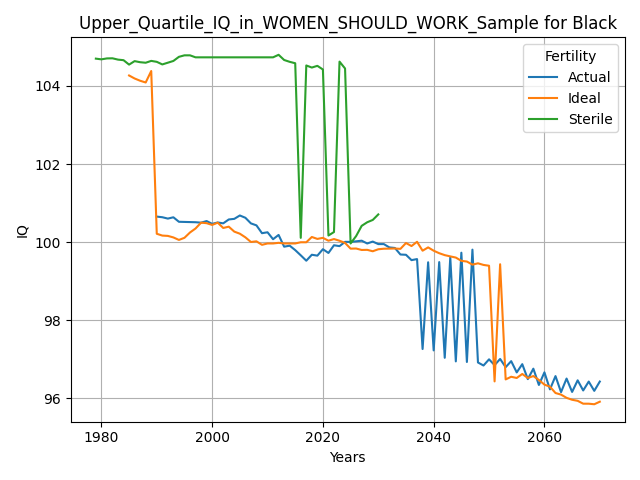 Upper_Quartile_IQ_in_WOMEN_SHOULD_WORK_Sample for Black
Fertility
Actual
Ideal
Sterile
104
102
100
98
96
IQ
1980
2000
2020
2040
2060
Years